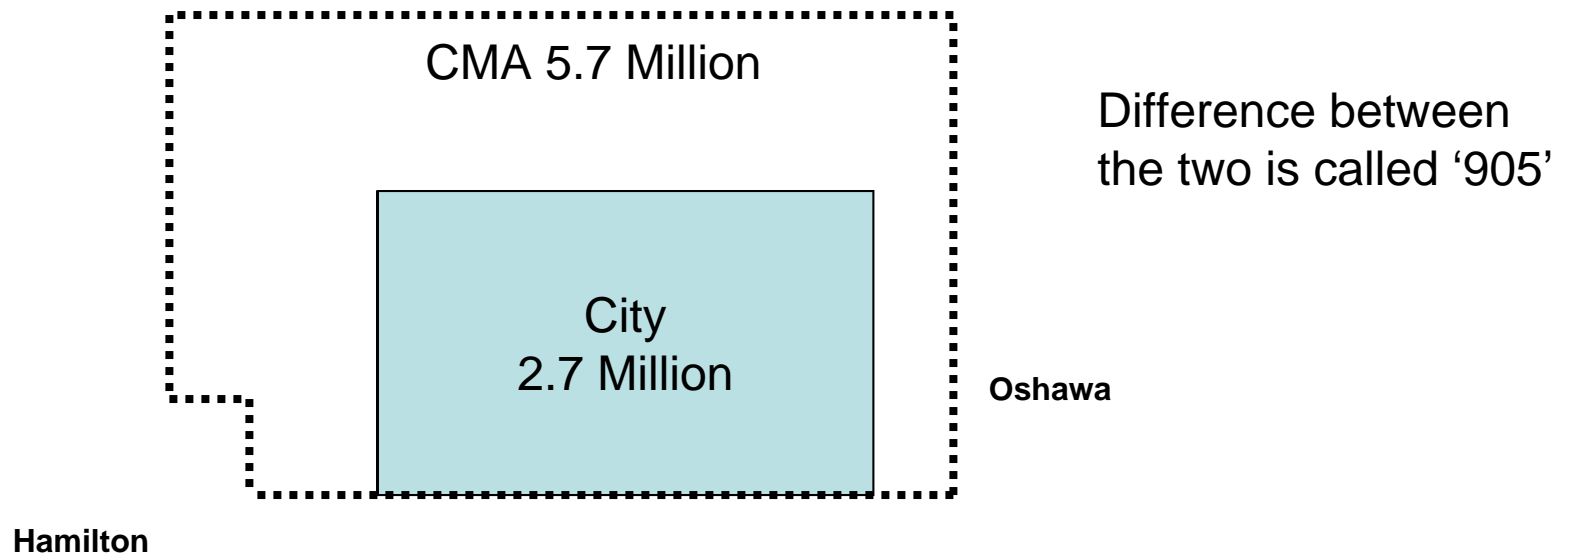 CMA 5.7 Million
Difference between
the two is called ‘905’
City
2.7 Million
Oshawa
Hamilton